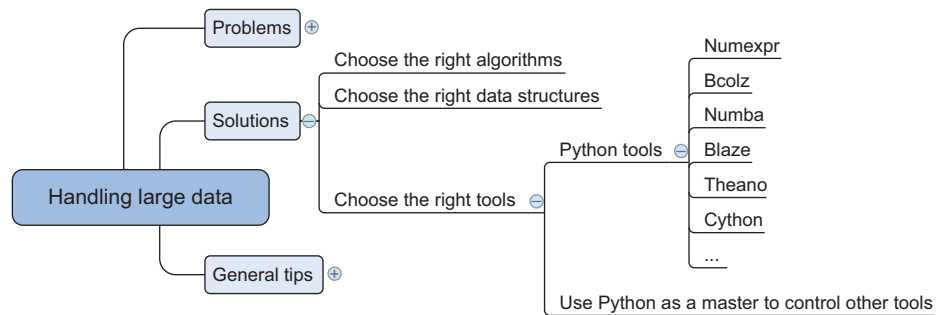 Handling large data
Problems
Solutions
Choose the right algorithms
Choose the right data structures
Choose the right tools
Python tools
Numexpr
Bcolz
Numba
Blaze
Theano
Cython
...
Use Python as a master to control other tools
General tips